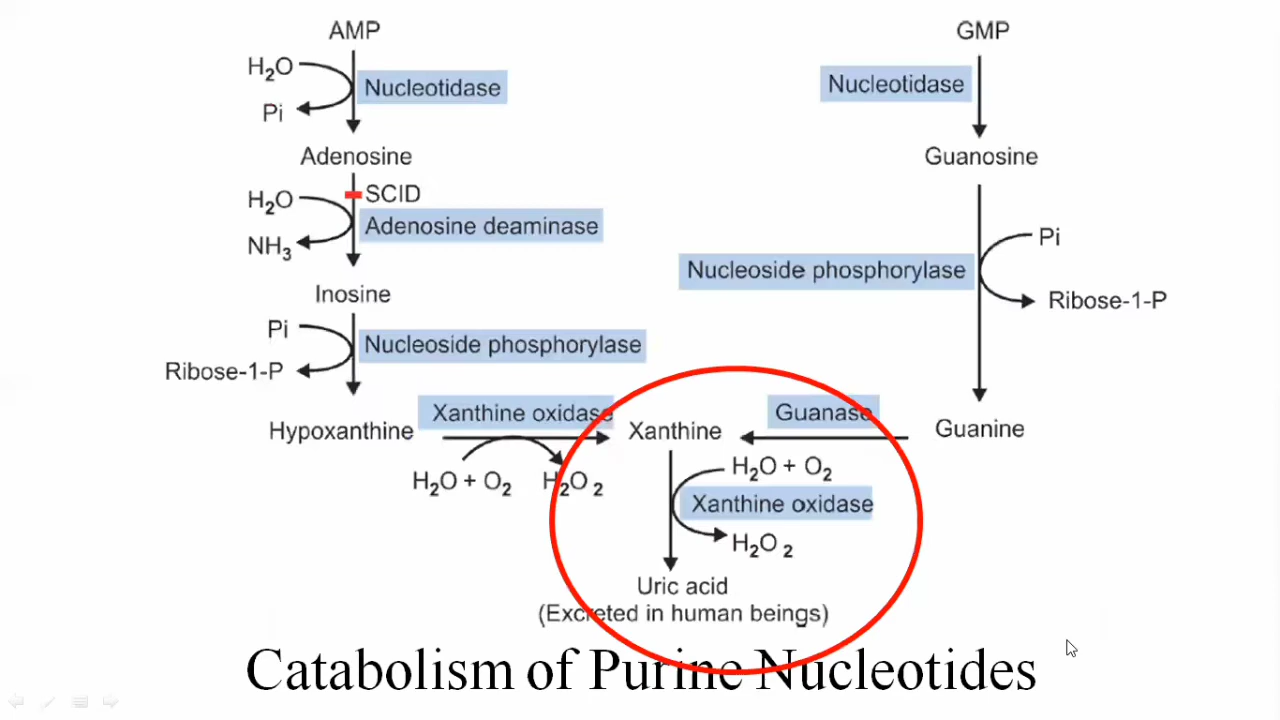 AMP
GMP
H₂O
Nucleotidase
Nucleotidase
Pi
Adenosine
Guanosine
SCID
H₂O
Adenosine deaminase
NH₃
Pi
Nucleoside phosphorylase
Inosine
Ribose-1-P
Pi
Nucleoside phosphorylase
Ribose-1-P
Xanthine oxidase
Guanase
Hypoxanthine
Xanthine
Guanine
H₂O + O₂
H₂O₂
H₂O + O₂
Xanthine oxidase
H₂O₂
Uric acid
(Excreted in human beings)
Catabolism of Purine Nucleotides